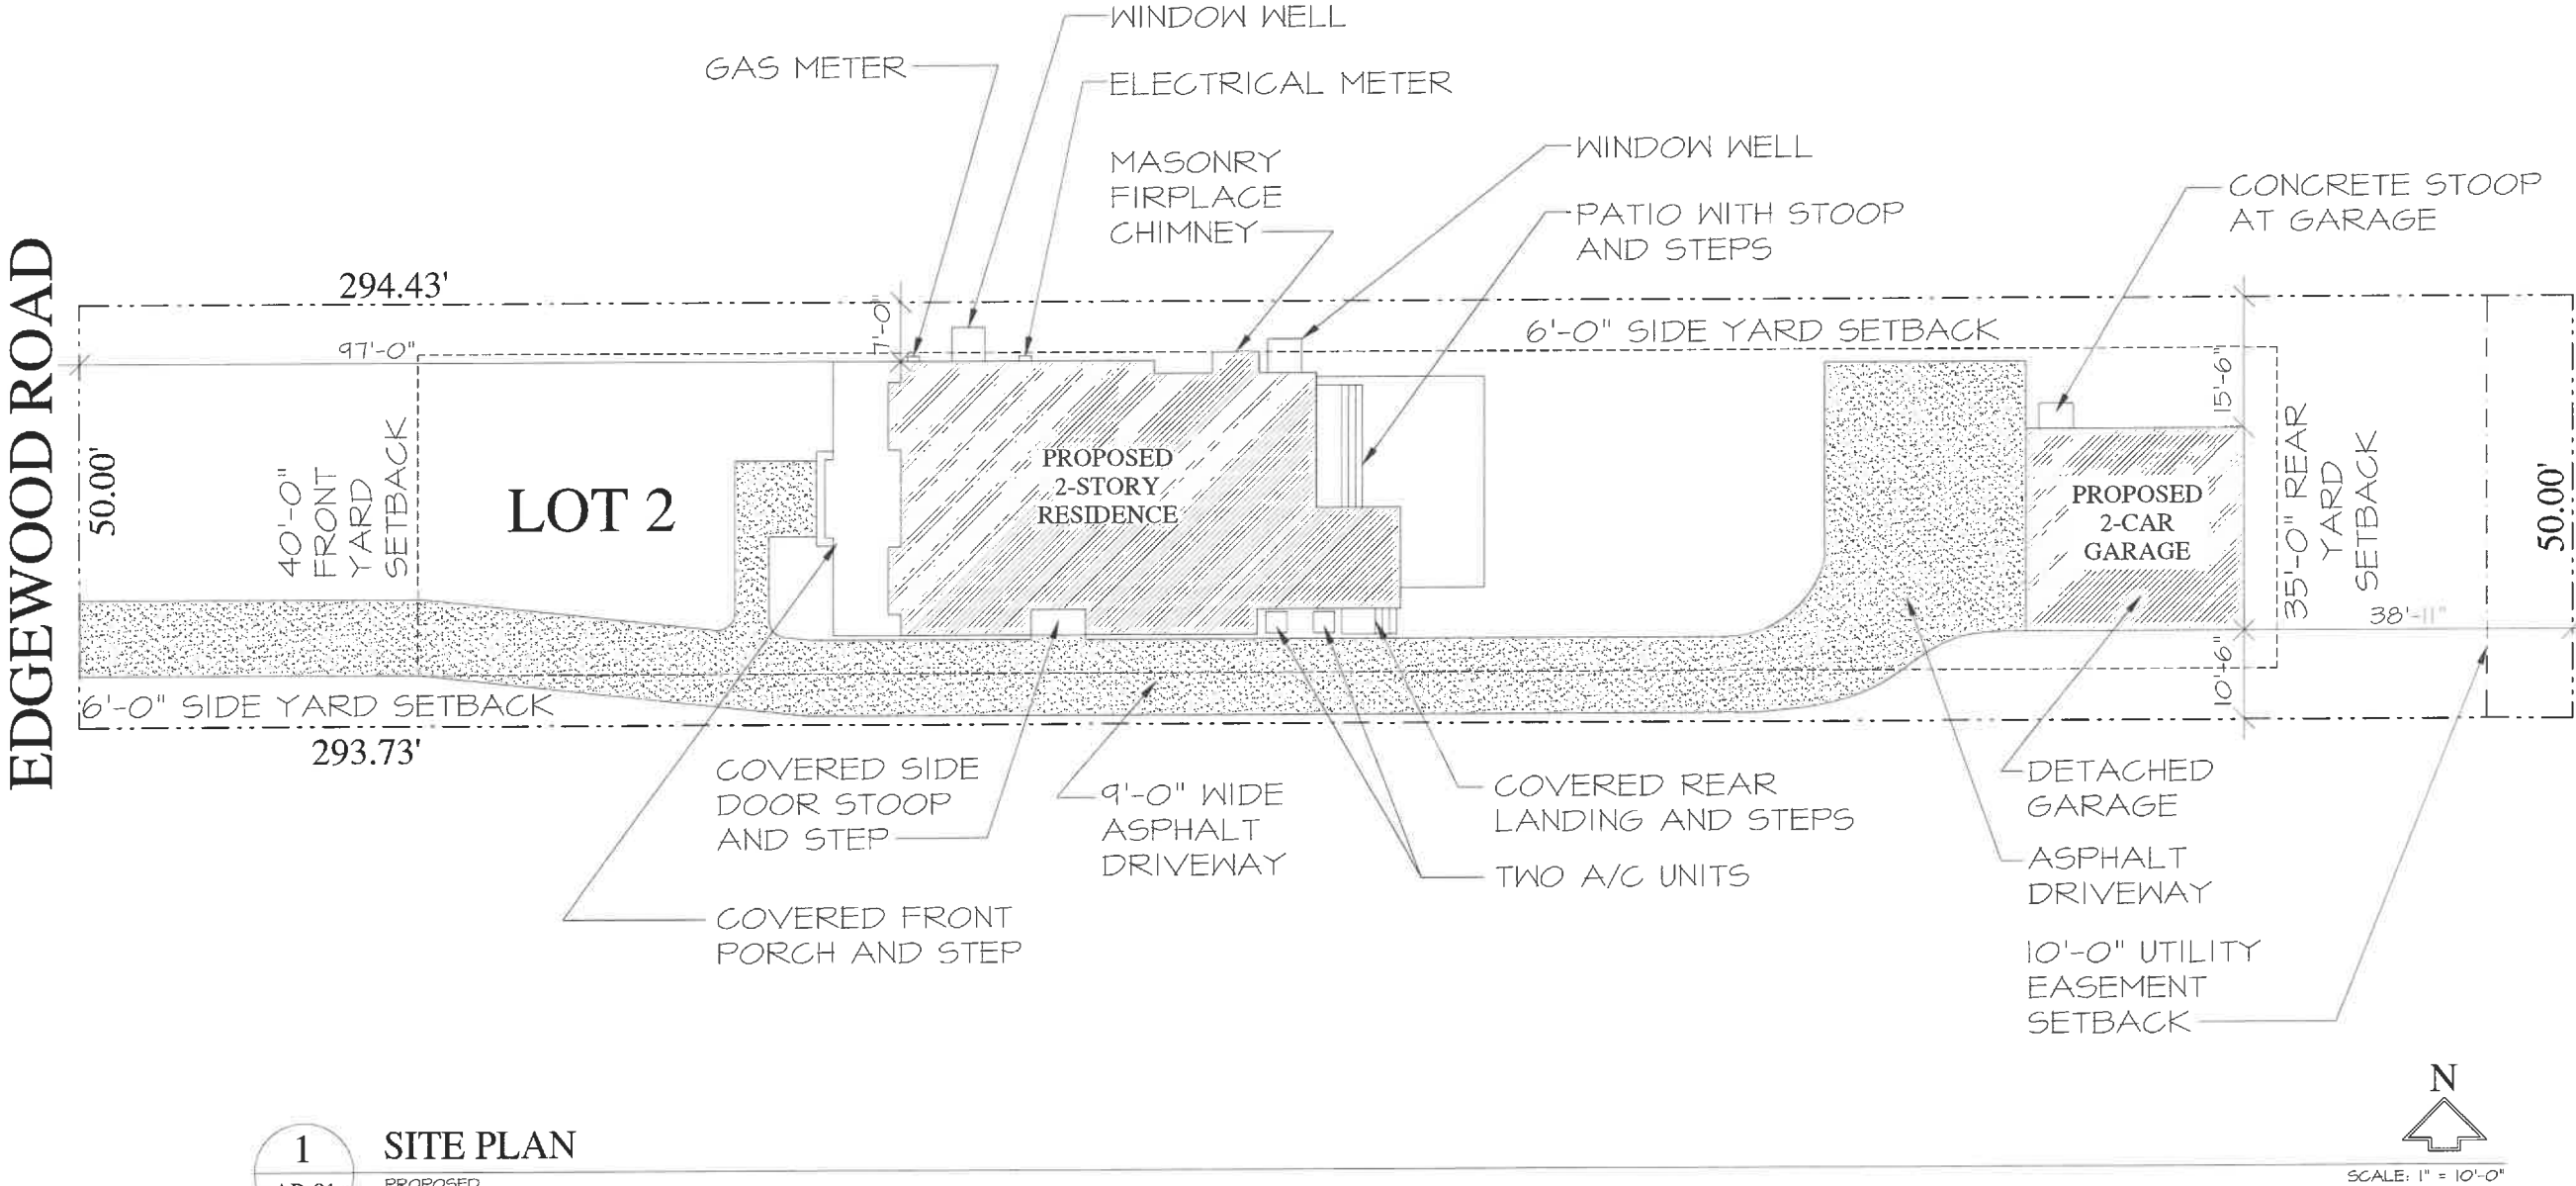 WINDOW WELL
GAS METER
ELECTRICAL METER
MASONRY
FIRPLACE
CHIMNEY
WINDOW WELL
PATIO WITH STOOP
AND STEPS
CONCRETE STOOP
AT GARAGE
EDGEWOOD ROAD
294.43'
97'-0"
7'-0"
6'-0" SIDE YARD SETBACK
15'-6"
50.00'
40'-0"
FRONT
YARD
SETBACK
LOT 2
PROPOSED
2-STORY
RESIDENCE
PROPOSED
2-CAR
GARAGE
35'-0" REAR
YARD
SETBACK
50.00'
38'-11"
10'-6"
6'-0" SIDE YARD SETBACK
293.73'
COVERED SIDE
DOOR STOOP
AND STEP
9'-0" WIDE
ASPHALT
DRIVEWAY
COVERED REAR
LANDING AND STEPS
TWO A/C UNITS
DETACHED
GARAGE
ASPHALT
DRIVEWAY
COVERED FRONT
PORCH AND STEP
10'-0" UTILITY
EASEMENT
SETBACK
N
1
SITE PLAN
PROPOSED
SCALE: 1" = 10'-0"